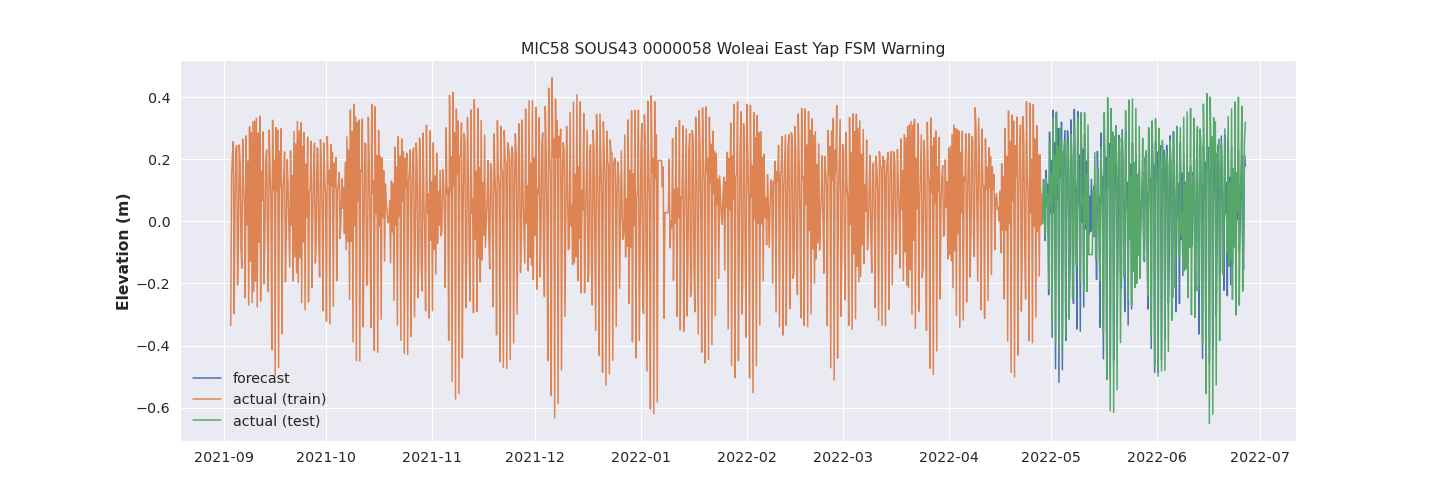 MIC58 SOUS43 0000058 Woleai East Yap FSM Warning
Elevation (m)
0.4
0.2
0.0
−0.2
−0.4
−0.6
forecast
actual (train)
actual (test)
2021-09 2021-10 2021-11 2021-12 2022-01 2022-02 2022-03 2022-04 2022-05 2022-06 2022-07